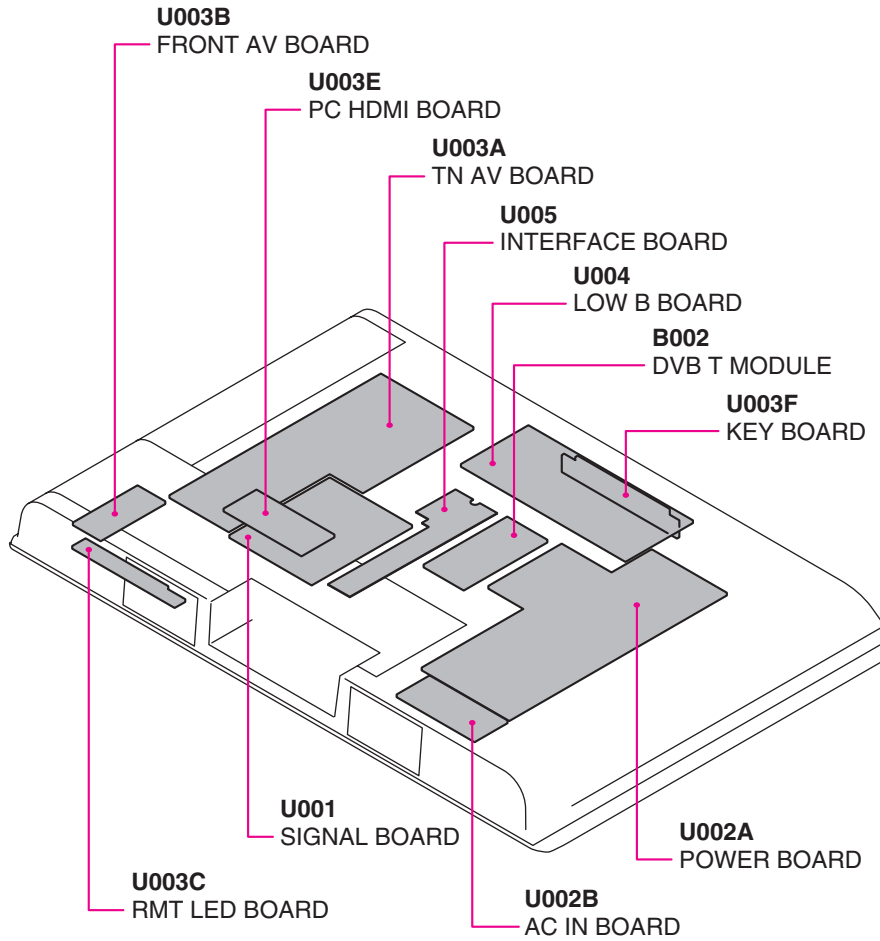 U003B
FRONT AV BOARD
U003E
PC HDMI BOARD
U003A
TN AV BOARD
U005
INTERFACE BOARD
U004
LOW B BOARD
B002
DVB T MODULE
U003F
KEY BOARD
U001
SIGNAL BOARD
U002A
POWER BOARD
U003C
RMT LED BOARD
U002B
AC IN BOARD